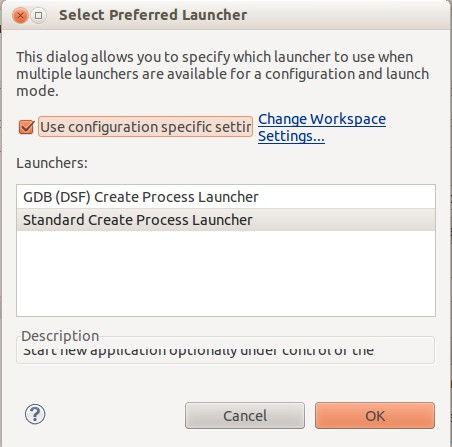 Select Preferred Launcher
This dialog allows you to specify which launcher to use when
multiple launchers are available for a configuration and launch
mode.
Use configuration specific settir
Change Workspace
Settings...
Launchers:
GDB (DSF) Create Process Launcher
Standard Create Process Launcher
Description
Start new application optionally under control of the
?
Cancel
OK